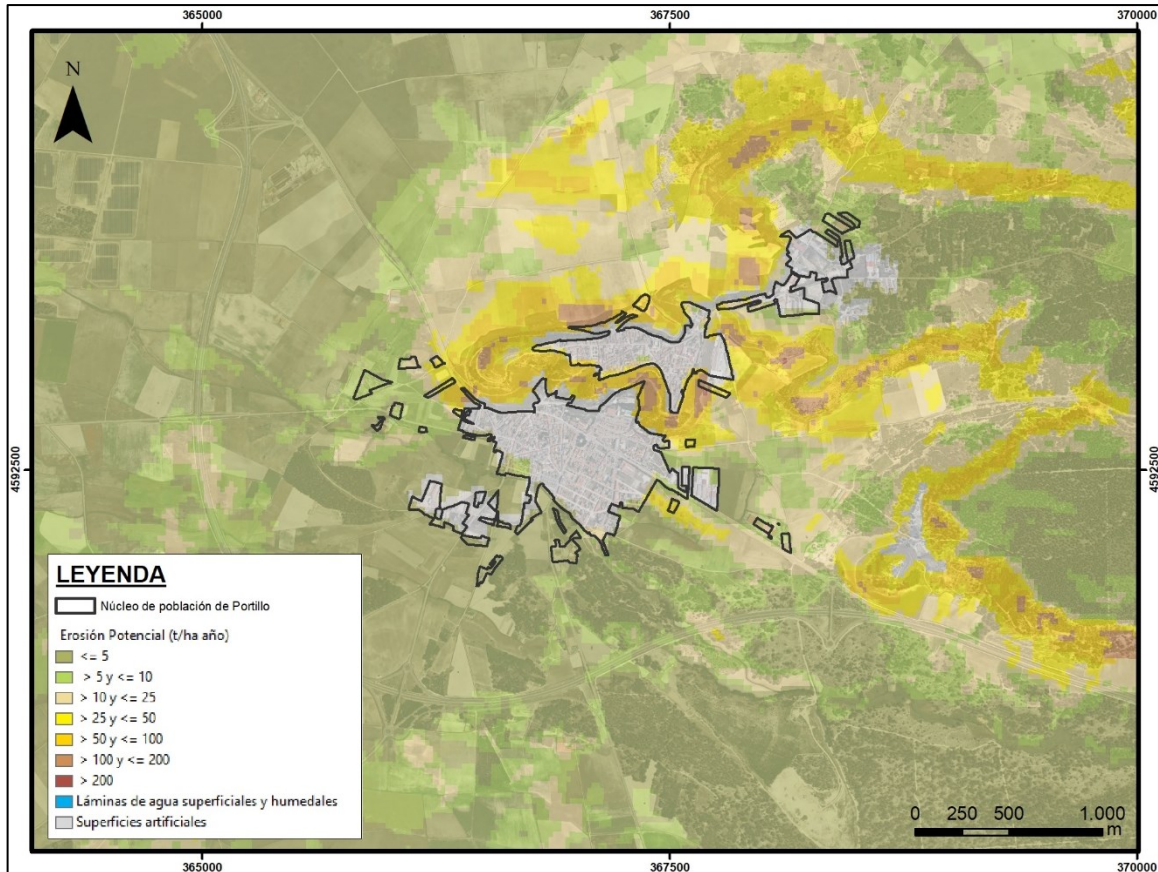 365000
367500
370000
N
4592500
4592500
LEYENDA
Núcleo de población de Portillo
Erosión Potencial (t/ha año)
<= 5
> 5 y <= 10
> 10 y <= 25
> 25 y <= 50
> 50 y <= 100
> 100 y <= 200
> 200
Láminas de agua superficiales y humedales
Superficies artificiales
0 250 500 1.000
m
365000
367500
370000